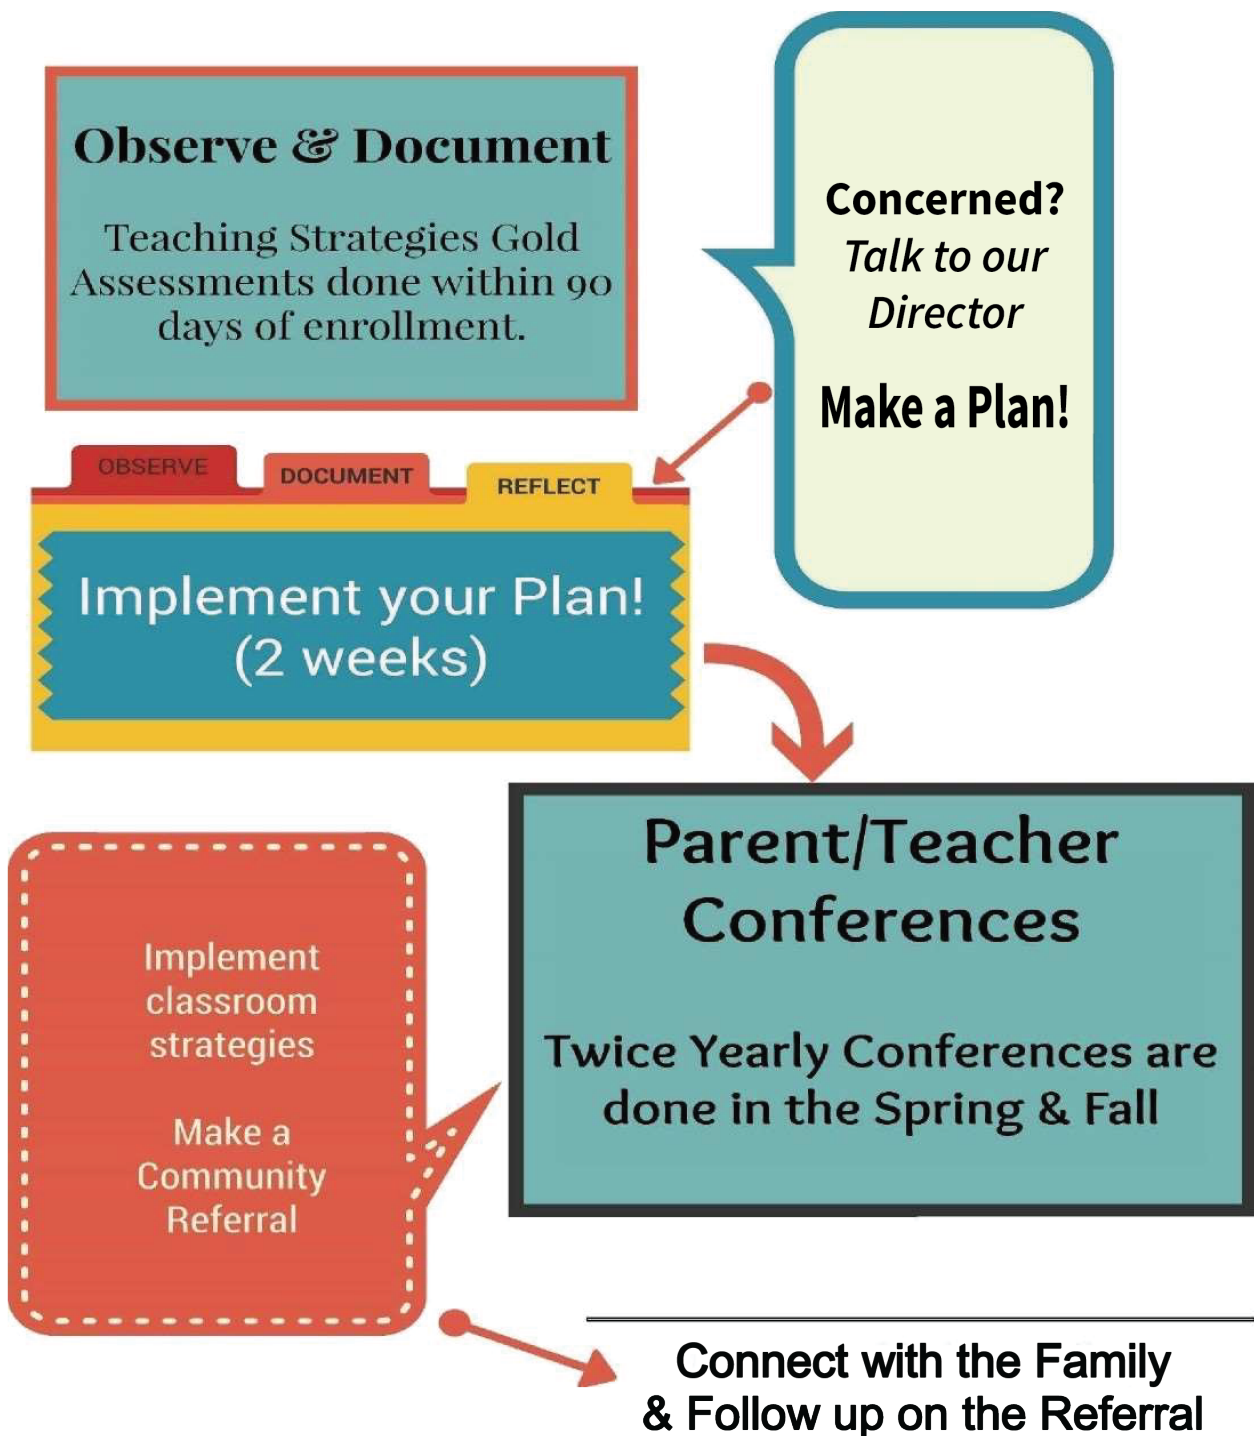 Observe & Document
Teaching Strategies Gold
Assessments done within 90
days of enrollment.
Concerned?
Talk to our
Director
Make a Plan!
OBSERVE
DOCUMENT
REFLECT
Implement your Plan!
(2 weeks)
Parent/Teacher
Conferences
Twice Yearly Conferences are
done in the Spring & Fall
Implement
classroom
strategies
Make a
Community
Referral
Connect with the Family
& Follow up on the Referral